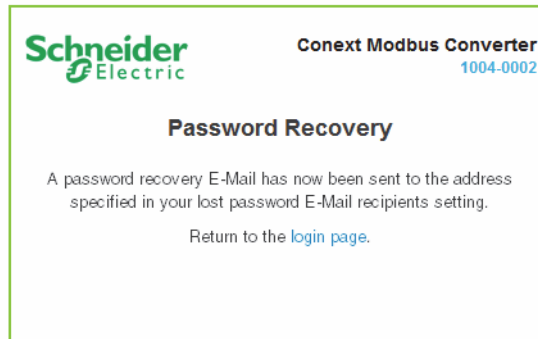 Schneider Electric
Conext Modbus Converter
1004-0002
Password Recovery
A password recovery E-Mail has now been sent to the address
specified in your lost password E-Mail recipients setting.
Return to the login page.